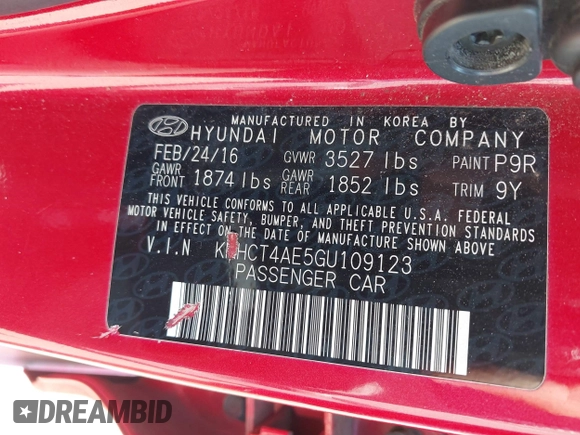 MANUFACTURED IN KOREA BY
HYUNDAI MOTOR COMPANY
FEB/24/16 GVWR 3527 lbs PAINT P9R
GAWR FRONT 1874 lbs GAWR REAR 1852 lbs TRIM 9Y
THIS VEHICLE CONFORMS TO ALL APPLICABLE U.S.A. FEDERAL
MOTOR VEHICLE SAFETY, BUMPER, AND THEFT PREVENTION STANDARDS
IN EFFECT ON THE DATE OF MANUFACTURE SHOWN ABOVE.
V.I.N
PASSENGER CAR
DREAMBID